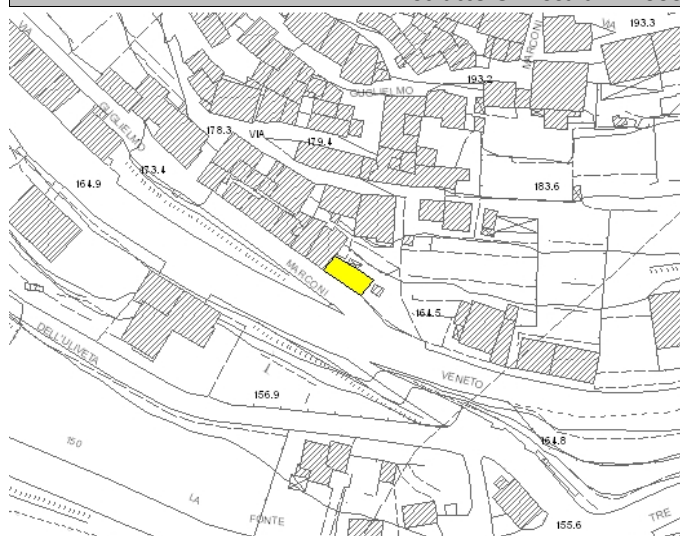 VIA
MARCONI
VIA
193.3
193.2
GUGLIELMO
GUGLIELMO
178.3
VIA
179.4
173.4
164.9
183.6
MARCONI
164.5
DELL'ULIVETA
VENETO
156.9
150
164.8
LA
FONTE
155.6
TRE